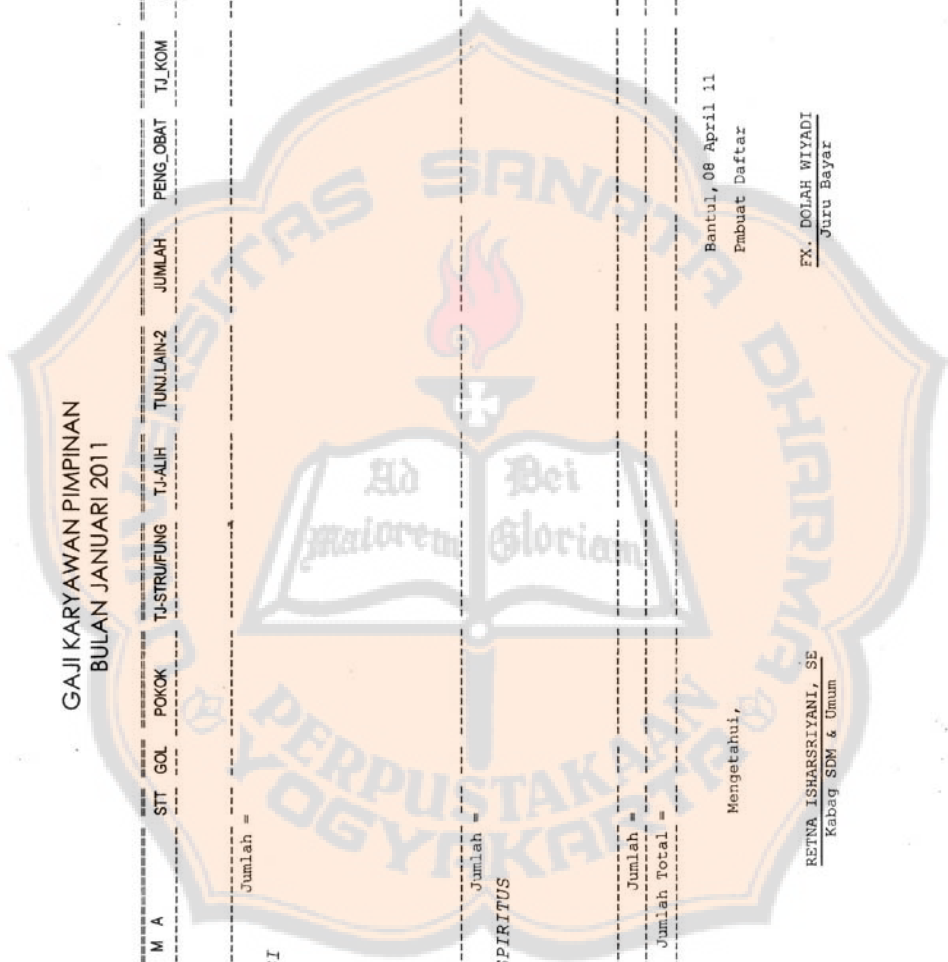 GAJI KARYAWAN PIMPINAN
BULAN JANUARI 2011
M A STT GOL POKOK TJ-STRU/FUNG TJ-ALIH TUNJ.LAIN-2 JUMLAH PENG_OBAT TJ_KOM
Jumlah =
Jumlah =
SPIRITUS
Jumlah =
Jumlah Total =
Bantul, 08 April 11
Mengetahui, Pmbuat Daftar
RETNA ISHARSRIYANI, SE FX. DOLAH WIYADI
Kabag SDM & Umum Juru Bayar
UNIVERSITAS SANATA DHARMA
Ad Dei
Maiorem Gloriam
PERPUSTAKAAN
YOGYAKARTA